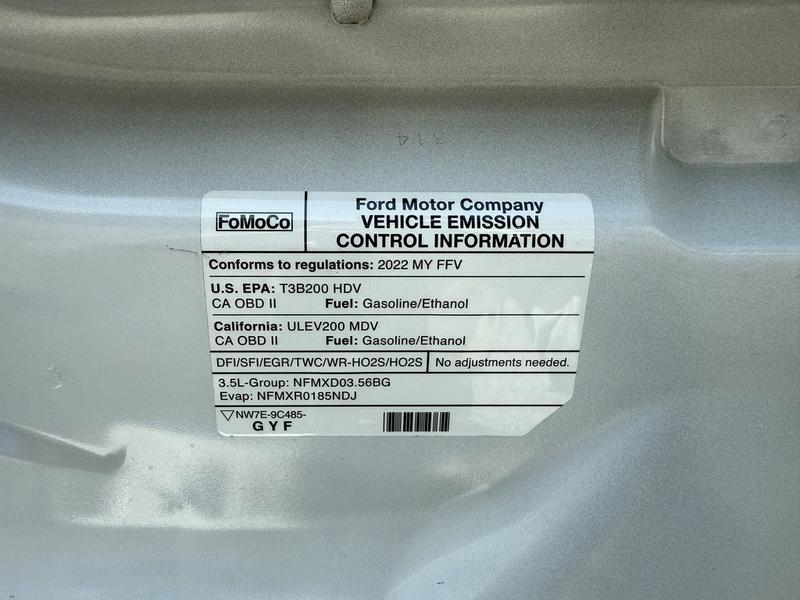 314
FoMoCo
Ford Motor Company
VEHICLE EMISSION
CONTROL INFORMATION
Conforms to regulations: 2022 MY FFV
U.S. EPA: T3B200 HDV
CA OBD II Fuel: Gasoline/Ethanol
California: ULEV200 MDV
CA OBD II Fuel: Gasoline/Ethanol
DFI/SFI/EGR/TWC/WR-HO2S/HO2S No adjustments needed.
3.5L-Group: NFMXD03.56BG
Evap: NFMXR0185NDJ
▽NW7E-9C485-
G Y F